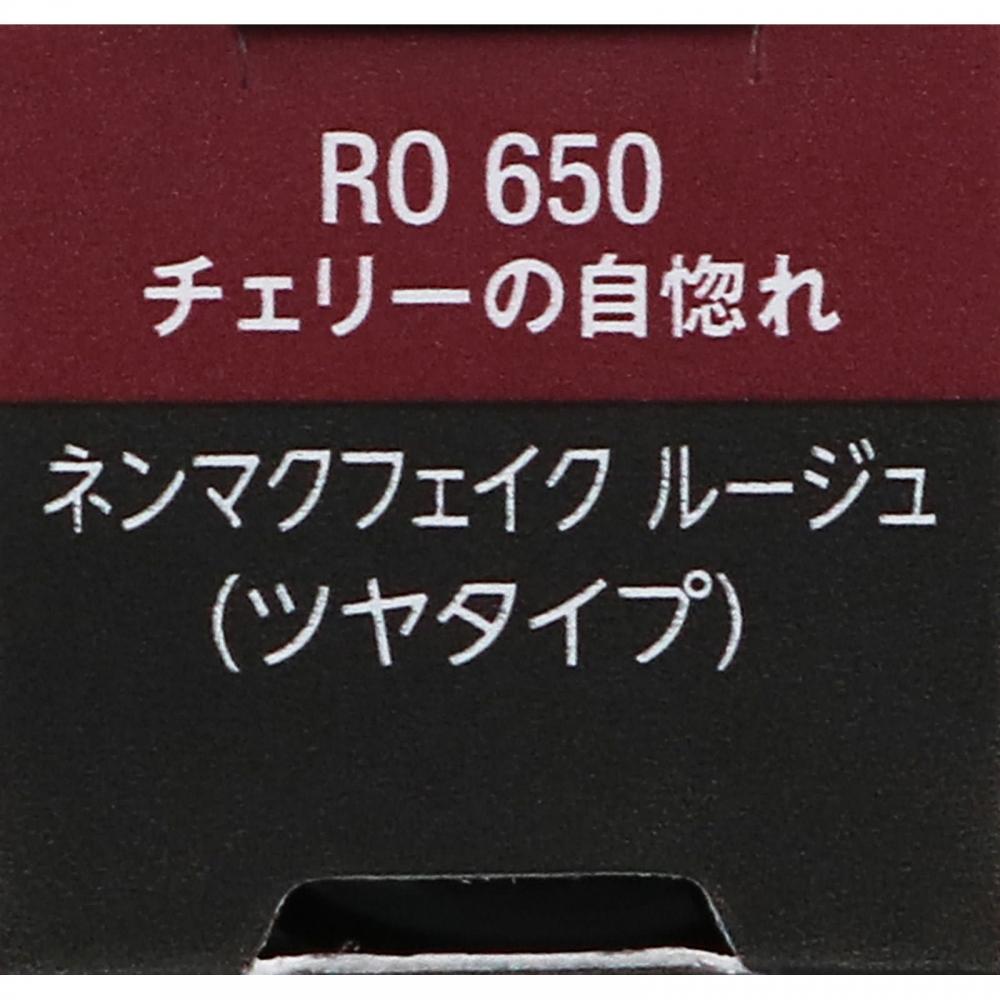 RO 650
チェリーの自惚れ
ネンマクフェイク ルージュ
(ツヤタイプ)